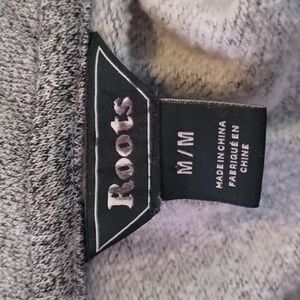 Roots
M/M
MADE IN CHINA
FABRIQUÉ EN
CHINE